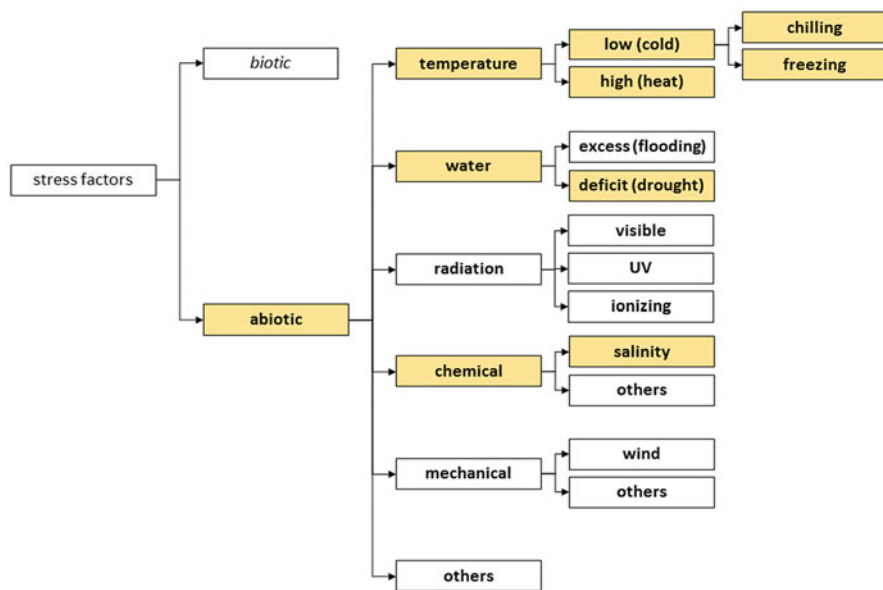 stress factors
biotic
abiotic
temperature
low (cold)
chilling
freezing
high (heat)
water
excess (flooding)
deficit (drought)
radiation
visible
UV
ionizing
chemical
salinity
others
mechanical
wind
others
others